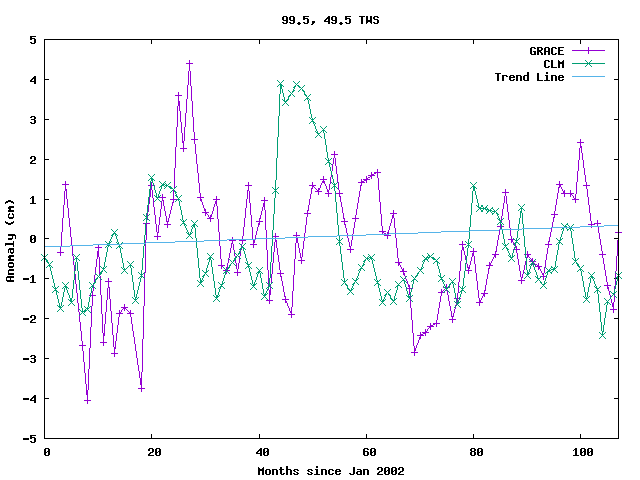 99.5, 49.5 TWS
GRACE
CLM
Trend Line
5
4
3
2
1
0
-1
-2
-3
-4
-5
Anomaly (cm)
0 20 40 60 80 100
Months since Jan 2002